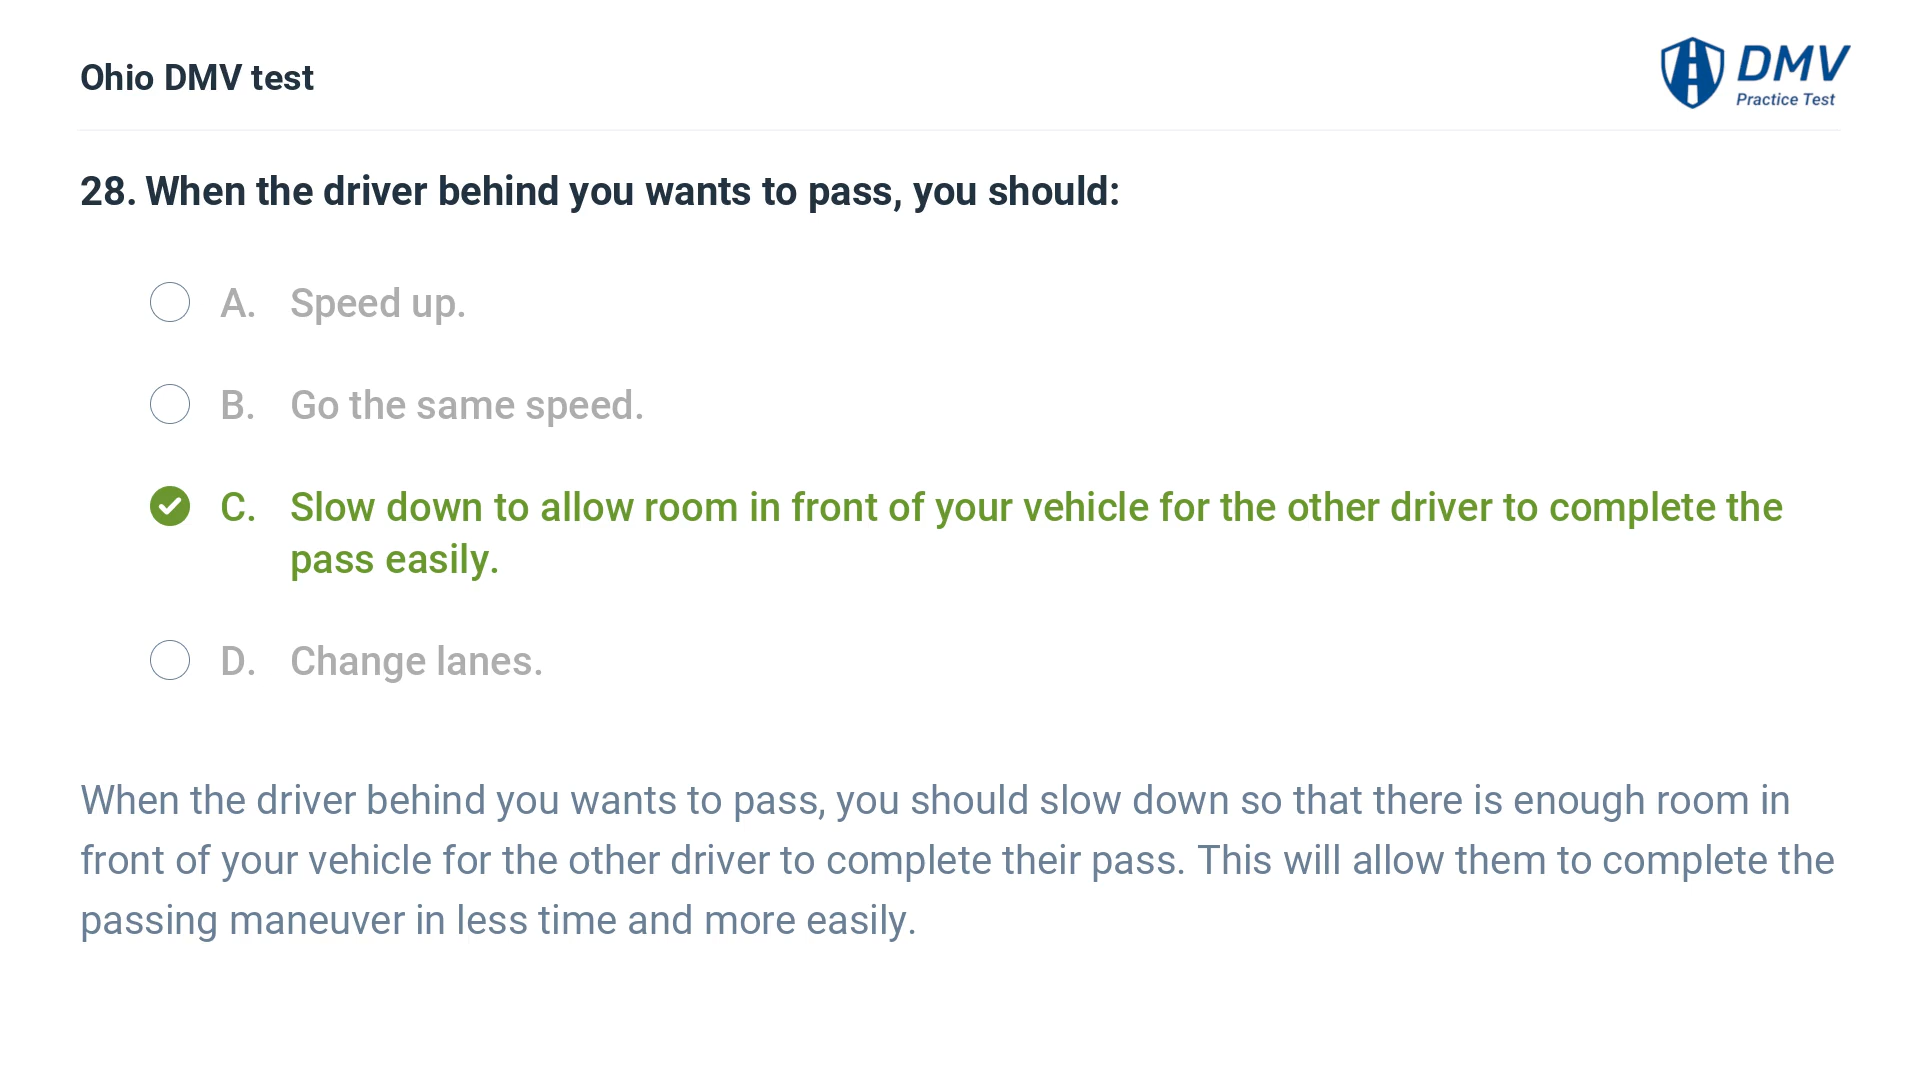 Ohio DMV test
DMV
Practice Test
28. When the driver behind you wants to pass, you should:
A. Speed up.
B. Go the same speed.
C. Slow down to allow room in front of your vehicle for the other driver to complete the
pass easily.
D. Change lanes.
When the driver behind you wants to pass, you should slow down so that there is enough room in
front of your vehicle for the other driver to complete their pass. This will allow them to complete the
passing maneuver in less time and more easily.